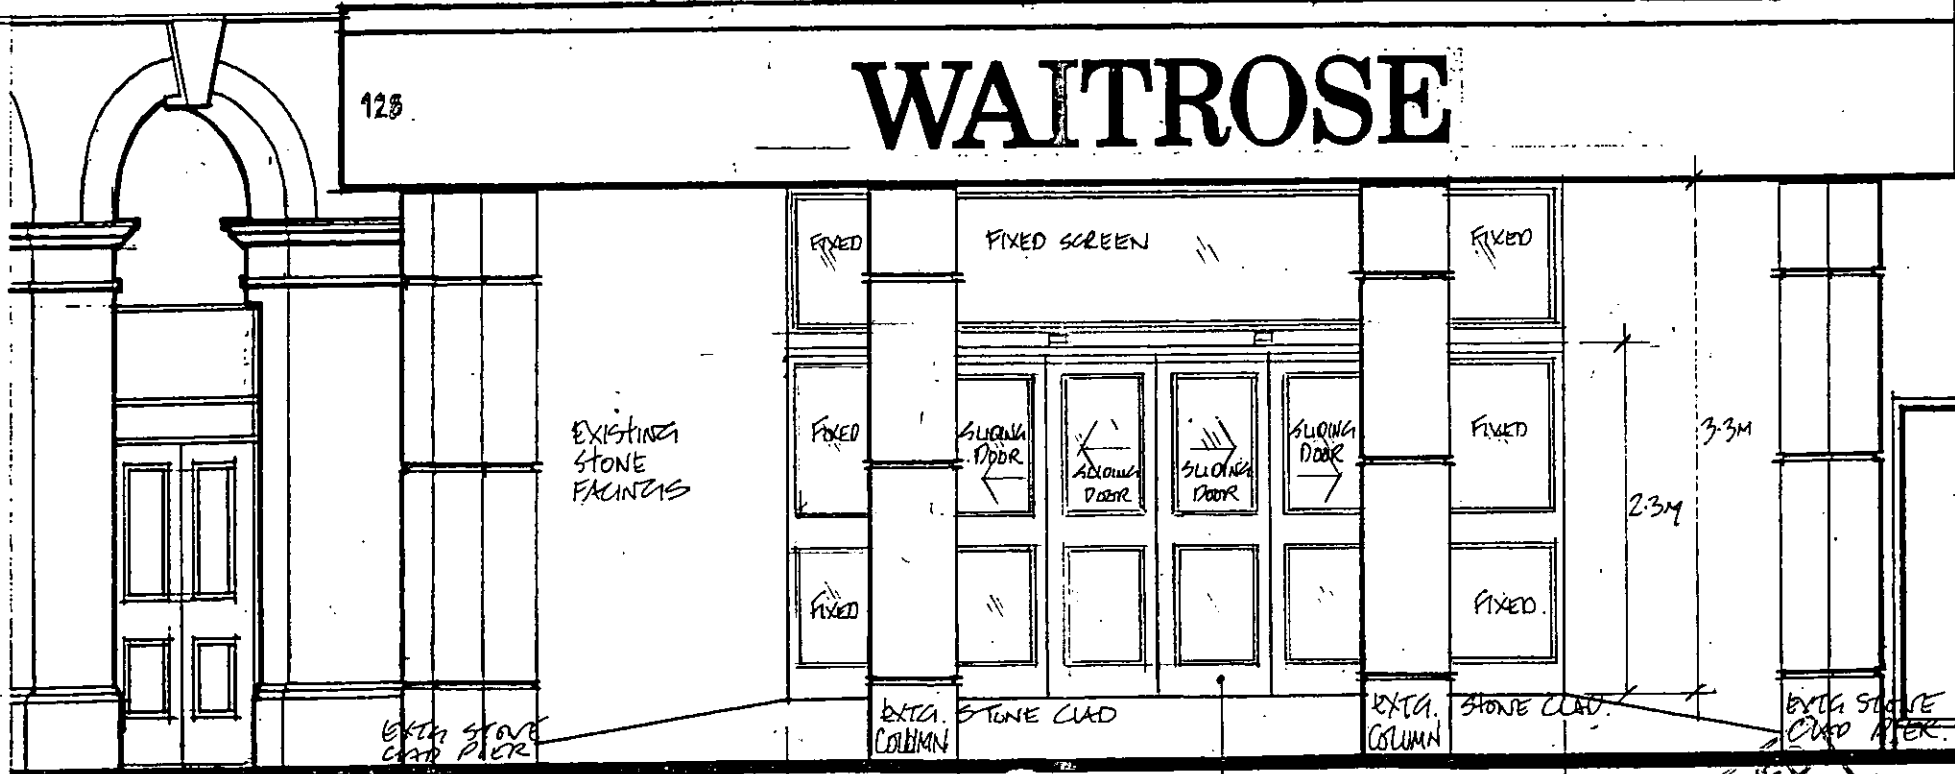 128
WAITROSE
FIXED
FIXED SCREEN
FIXED
EXISTING
STONE
FACINGS
FIXED
SLIDING
DOOR
SLIDING
DOOR
SLIDING
DOOR
SLIDING
DOOR
FIXED
3.3M
2.3M
FIXED
FIXED
EXTG STONE
CLAD PIER
EXTG. STONE CLAD
COLUMN
EXTG. STONE CLAD.
COLUMN
EXTG STONE
CLAD PIER.